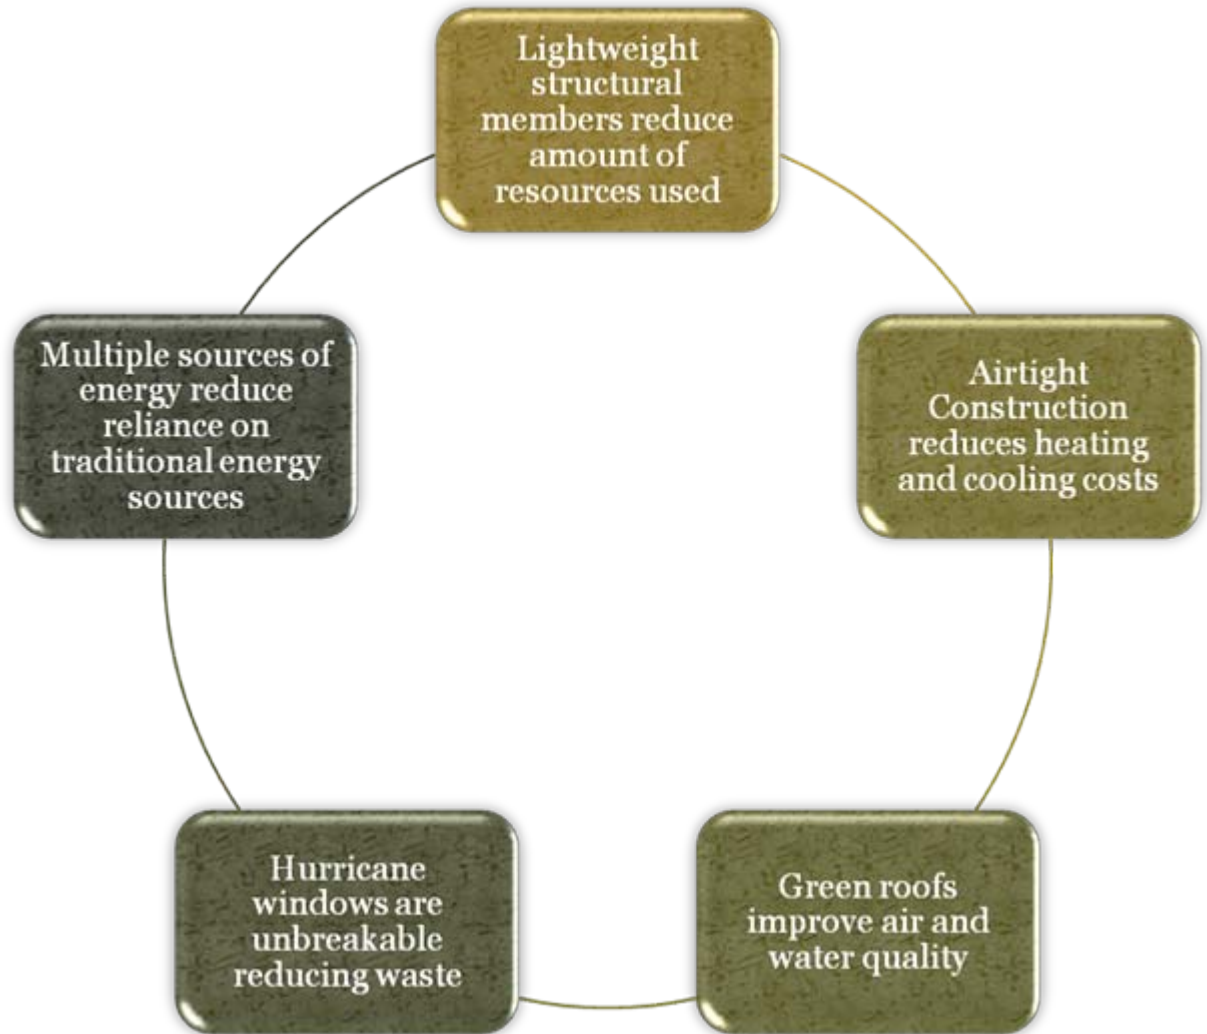 Lightweight
structural
members reduce
amount of
resources used
Airtight
Construction
reduces heating
and cooling costs
Green roofs
improve air and
water quality
Hurricane
windows are
unbreakable
reducing waste
Multiple sources of
energy reduce
reliance on
traditional energy
sources